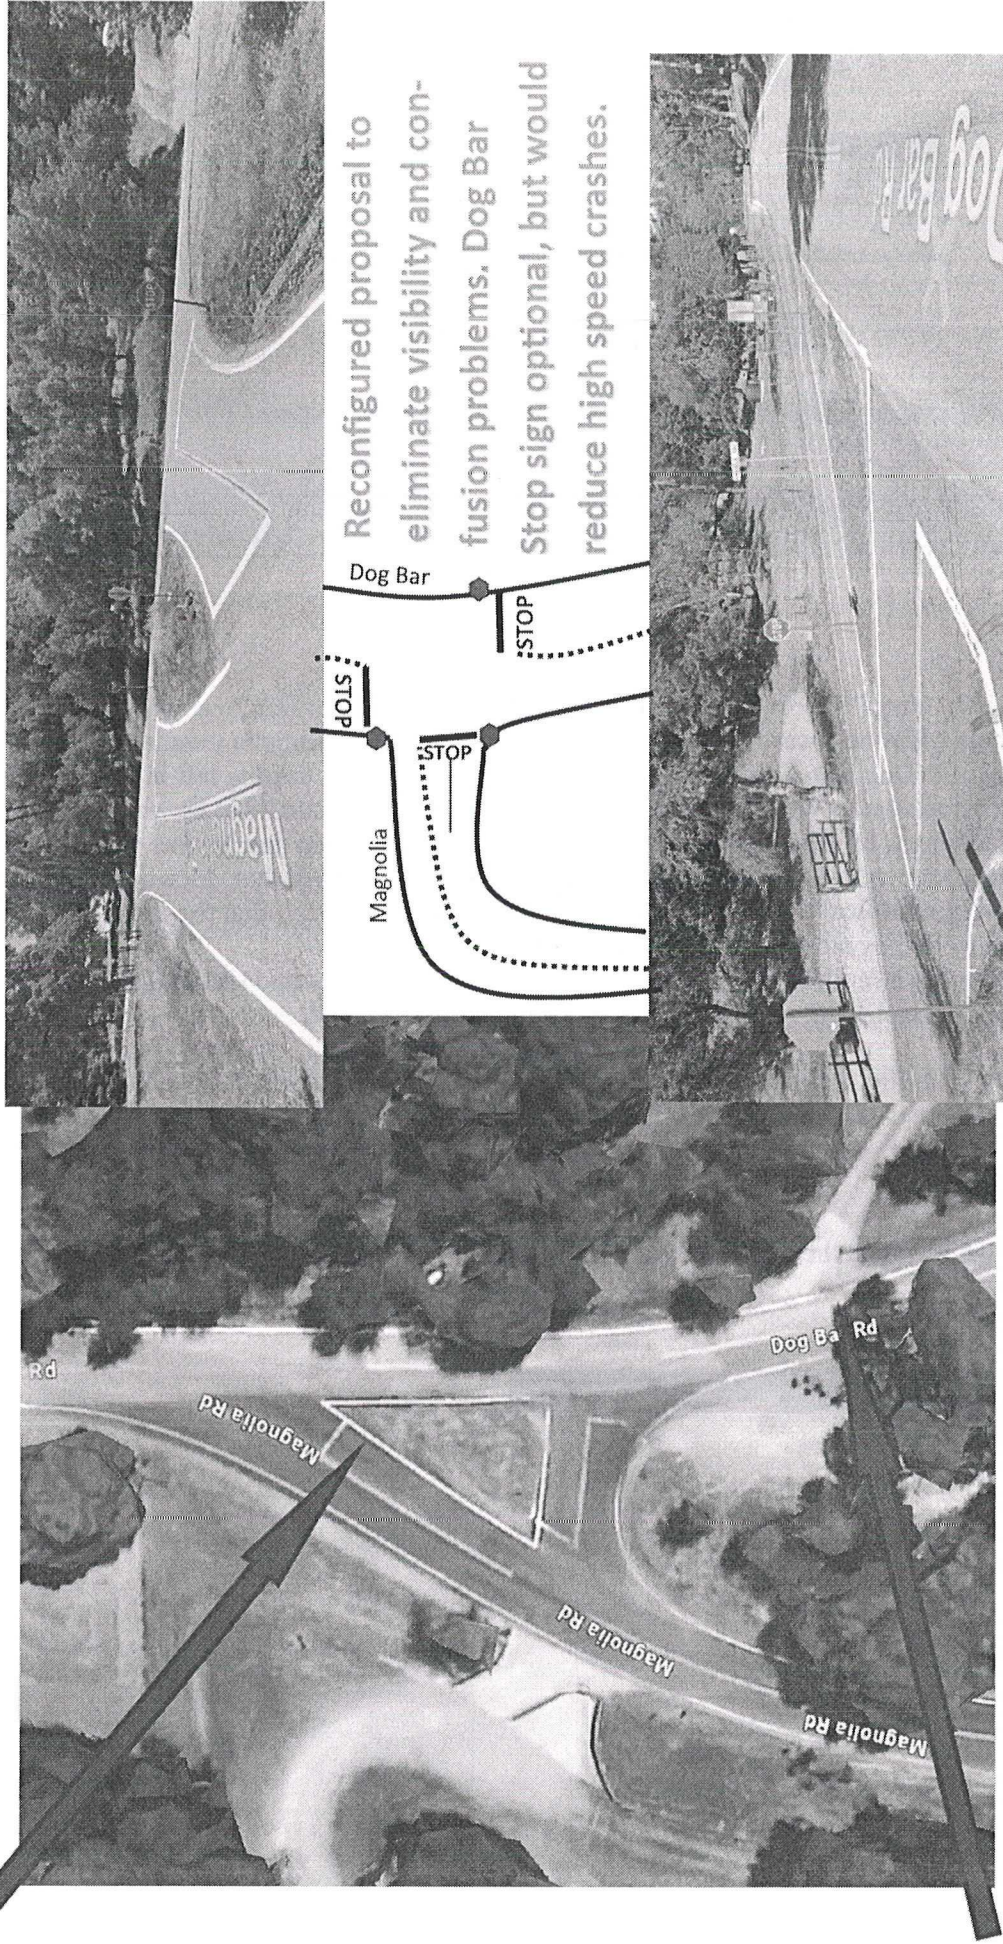 Reconfigured proposal to
eliminate visibility and con-
fusion problems. Dog Bar
Stop sign optional, but would
reduce high speed crashes.
Dog Bar
STOP
STOP
STOP
Magnolia
Dog Bar R
Rd
Magnolia Rd
Magnolia Rd
Magnolia Rd
Dog Ba Rd